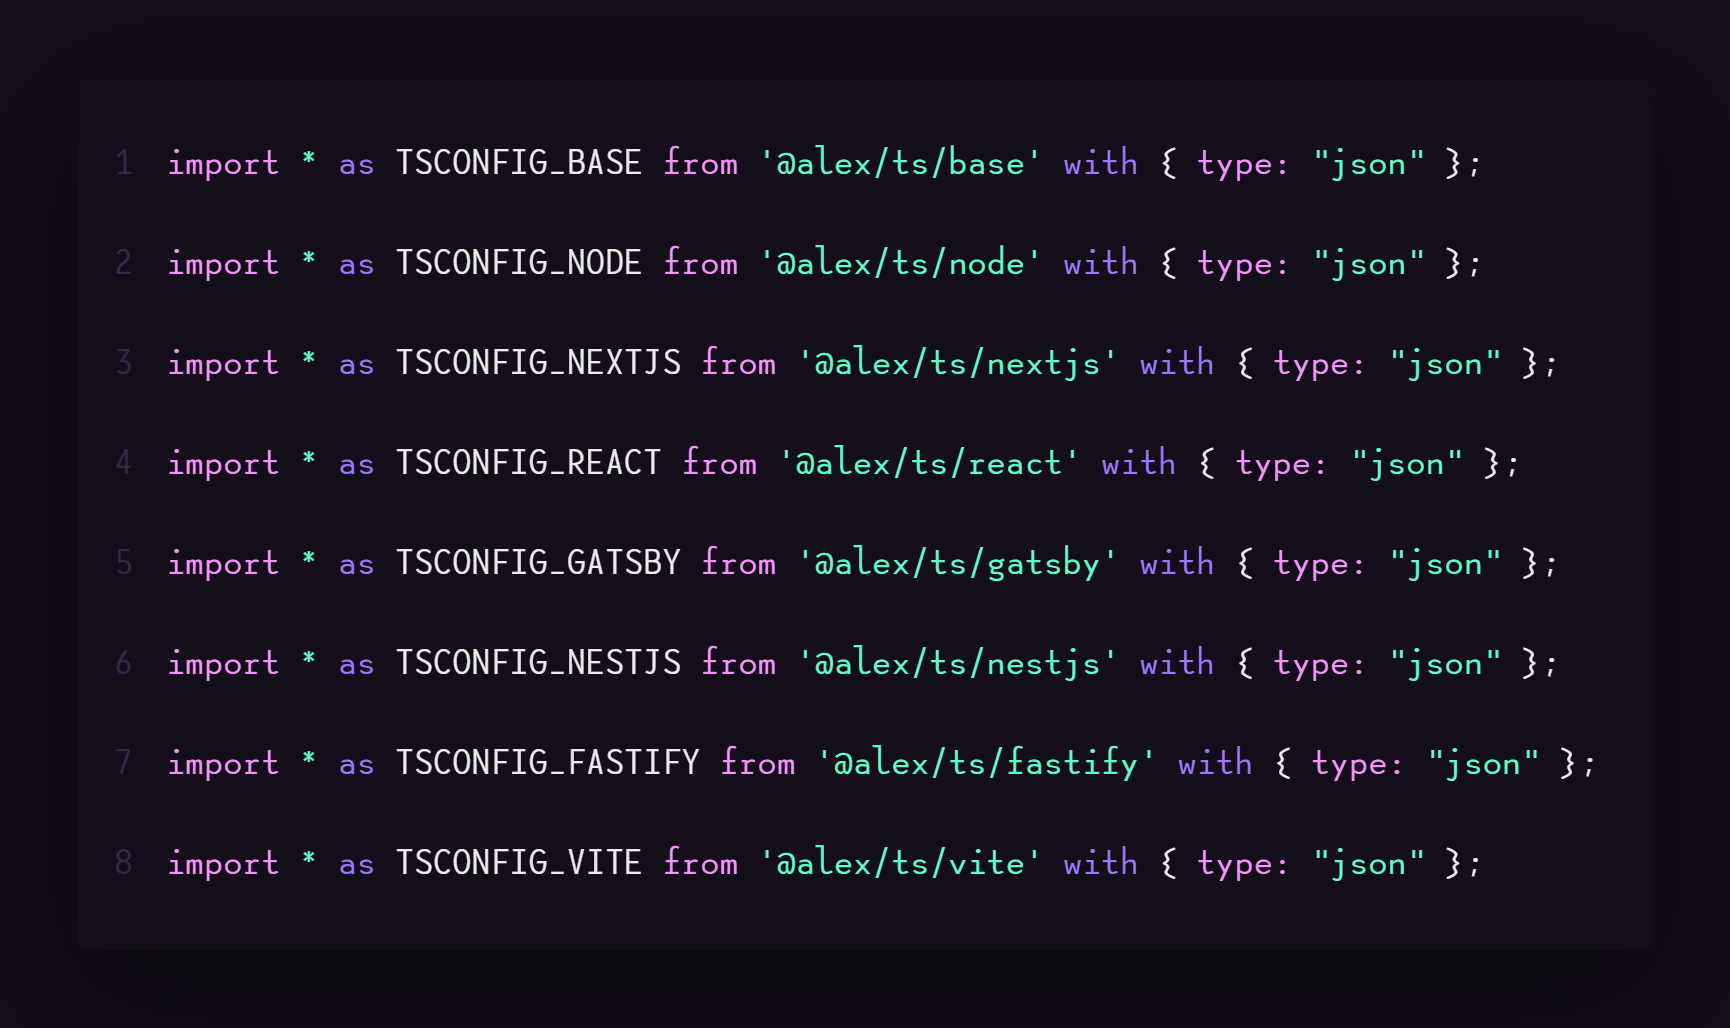 1 import * as TSCONFIG_BASE from '@alex/ts/base' with { type: "json" };
2 import * as TSCONFIG_NODE from '@alex/ts/node' with { type: "json" };
3 import * as TSCONFIG_NEXTJS from '@alex/ts/nextjs' with { type: "json" };
4 import * as TSCONFIG_REACT from '@alex/ts/react' with { type: "json" };
5 import * as TSCONFIG_GATSBY from '@alex/ts/gatsby' with { type: "json" };
6 import * as TSCONFIG_NESTJS from '@alex/ts/nestjs' with { type: "json" };
7 import * as TSCONFIG_FASTIFY from '@alex/ts/fastify' with { type: "json" };
8 import * as TSCONFIG_VITE from '@alex/ts/vite' with { type: "json" };